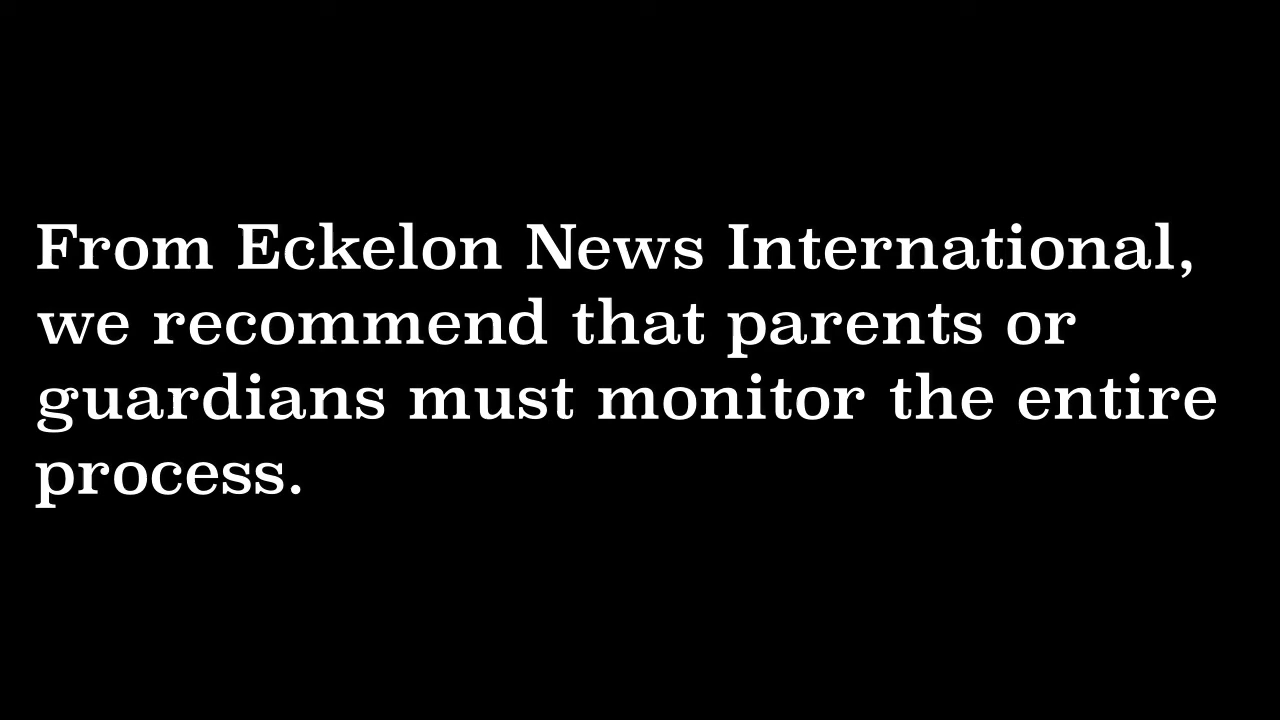 From Eckelon News International,
we recommend that parents or
guardians must monitor the entire
process.